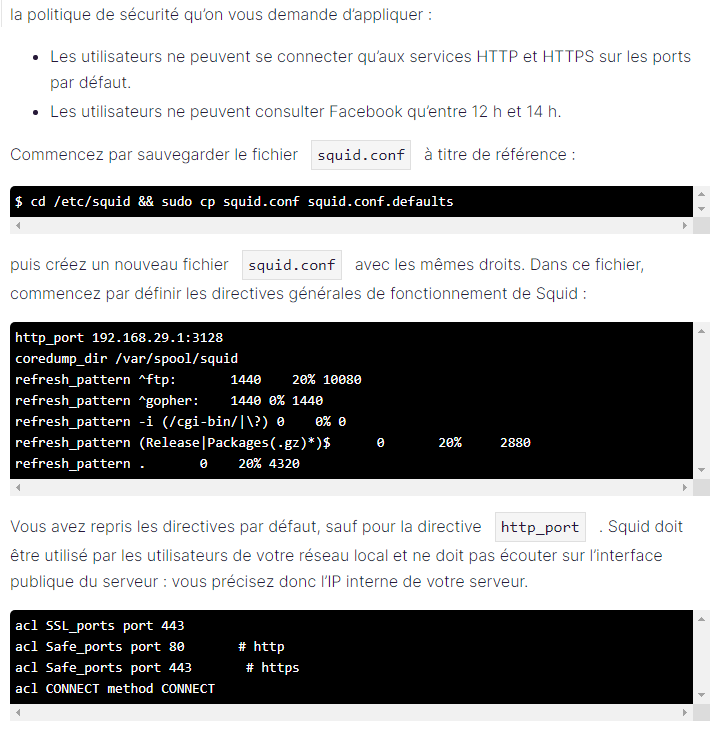 la politique de sécurité qu’on vous demande d’appliquer :
• Les utilisateurs ne peuvent se connecter qu’aux services HTTP et HTTPS sur les ports
par défaut.
• Les utilisateurs ne peuvent consulter Facebook qu’entre 12 h et 14 h.
Commencez par sauvegarder le fichier squid.conf à titre de référence :
$ cd /etc/squid && sudo cp squid.conf squid.conf.defaults
puis créez un nouveau fichier squid.conf avec les mêmes droits. Dans ce fichier,
commencez par définir les directives générales de fonctionnement de Squid :
http_port 192.168.29.1:3128
coredump_dir /var/spool/squid
refresh_pattern ^ftp:       1440    20% 10080
refresh_pattern ^gopher:    1440 0% 1440
refresh_pattern -i (/cgi-bin/|\?) 0    0% 0
refresh_pattern (Release|Packages(.gz)*)$      0       20%     2880
refresh_pattern .       0    20% 4320
Vous avez repris les directives par défaut, sauf pour la directive http_port . Squid doit
être utilisé par les utilisateurs de votre réseau local et ne doit pas écouter sur l’interface
publique du serveur : vous précisez donc l’IP interne de votre serveur.
acl SSL_ports port 443
acl Safe_ports port 80       # http
acl Safe_ports port 443       # https
acl CONNECT method CONNECT